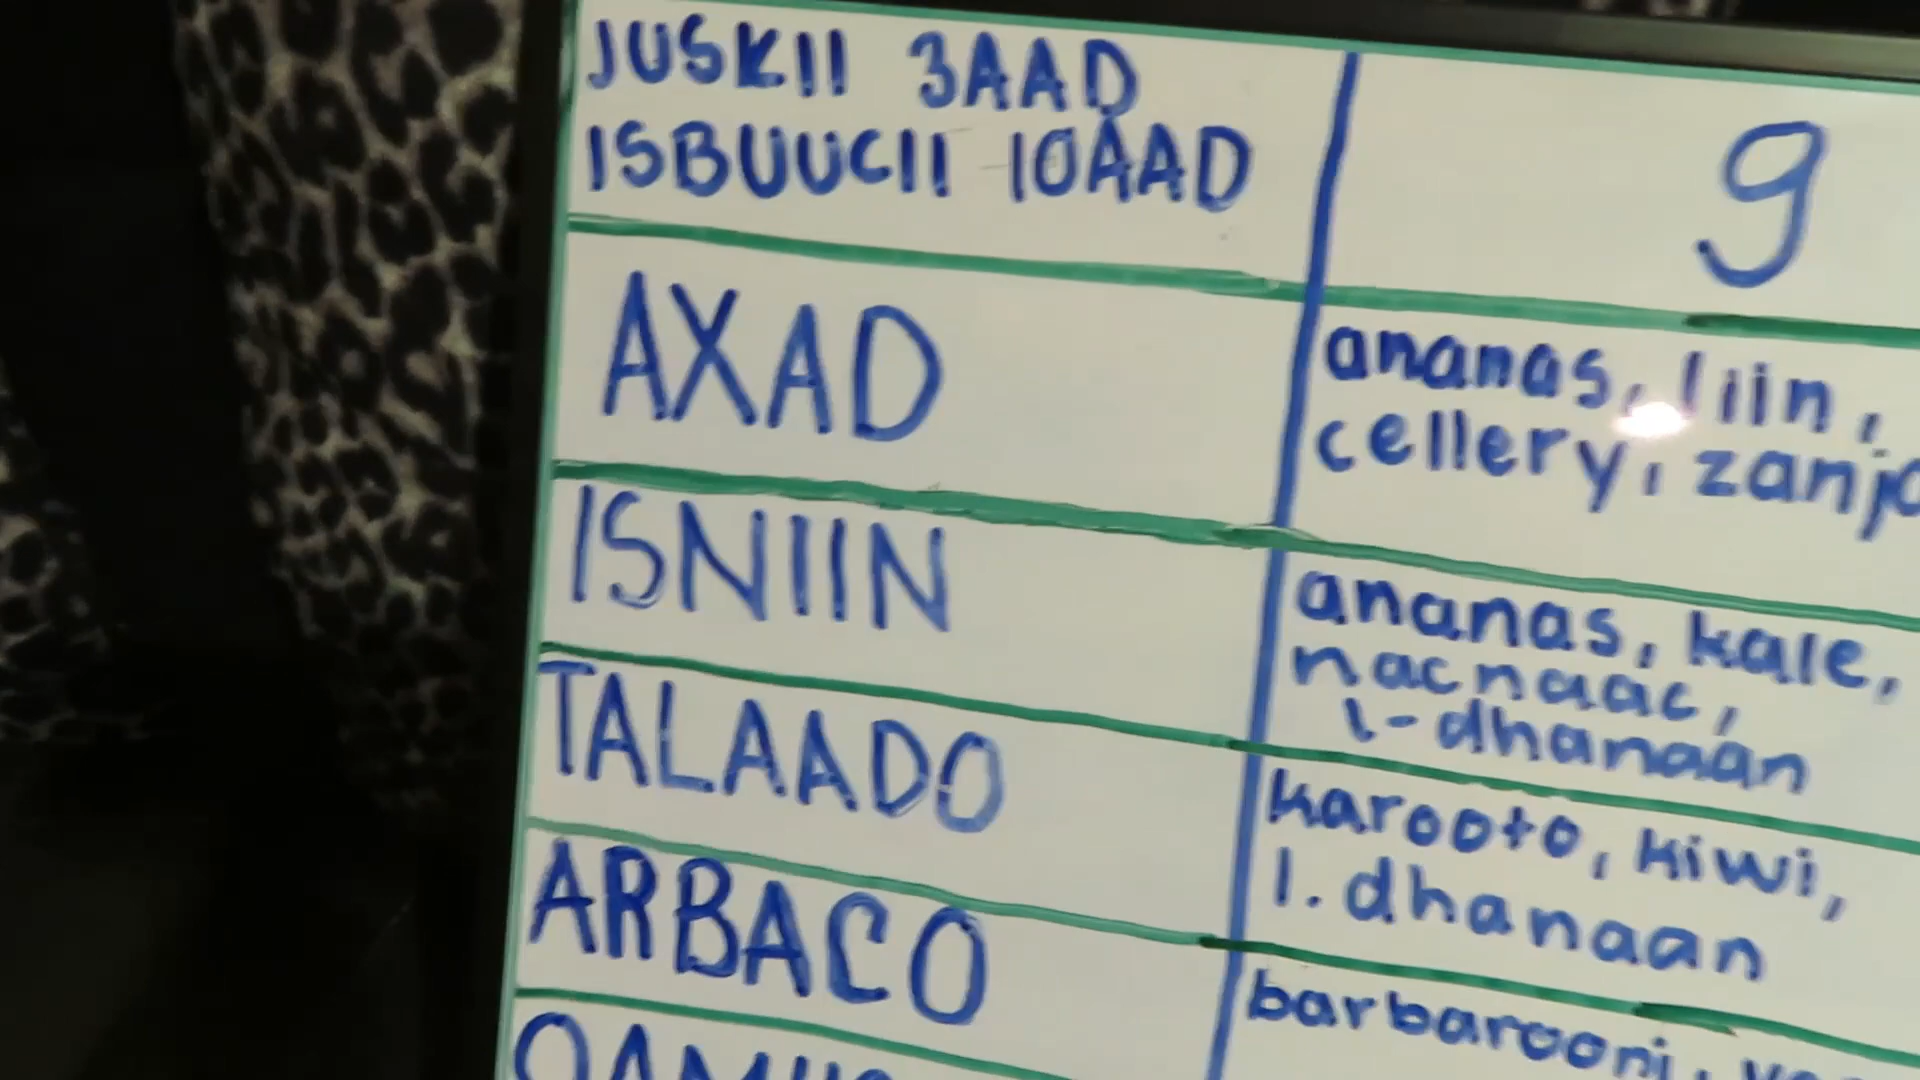 JUSKII 3AAD
ISBUUCII 10AAD
9
AXAD
ananas, liin,
cellery,
ISNIIN
ananas, kale,
nacnaac,
l-dhanaan
TALAADO
karooto, kiwi,
l.dhanaan
ARBACO
barbarooni,